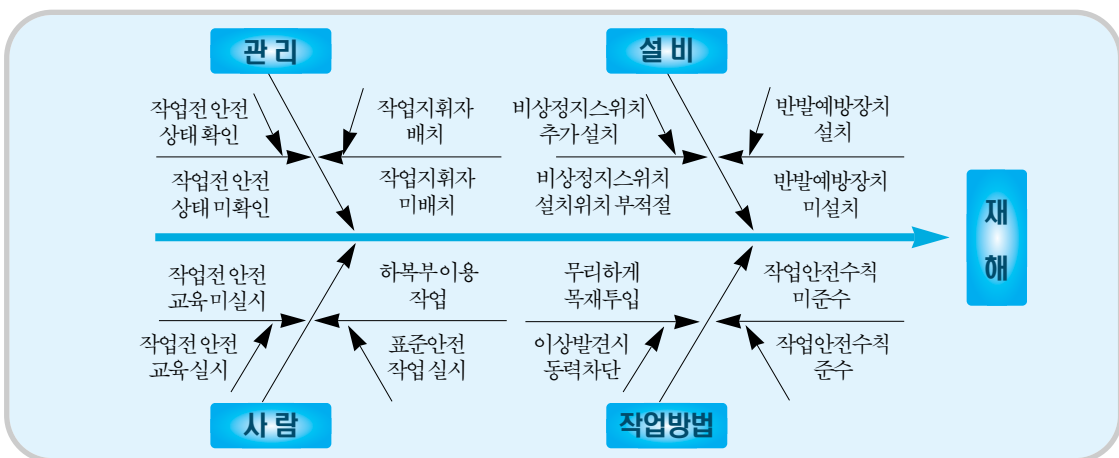 관 리
설 비
작업전 안전
상태 확인
작업지휘자
배치
비상정지스위치
추가 설치
반발예방장치
설치
작업전 안전
상태 미확인
작업지휘자
미배치
비상정지스위치
설치위치 부적절
반발예방장치
미설치
재
해
작업전 안전
교육 미실시
하복부 이용
작업
무리하게
목재투입
작업안전수칙
미준수
작업전 안전
교육 실시
표준안전
작업 실시
이상발견시
동력차단
작업안전수칙
준수
사 람
작업방법